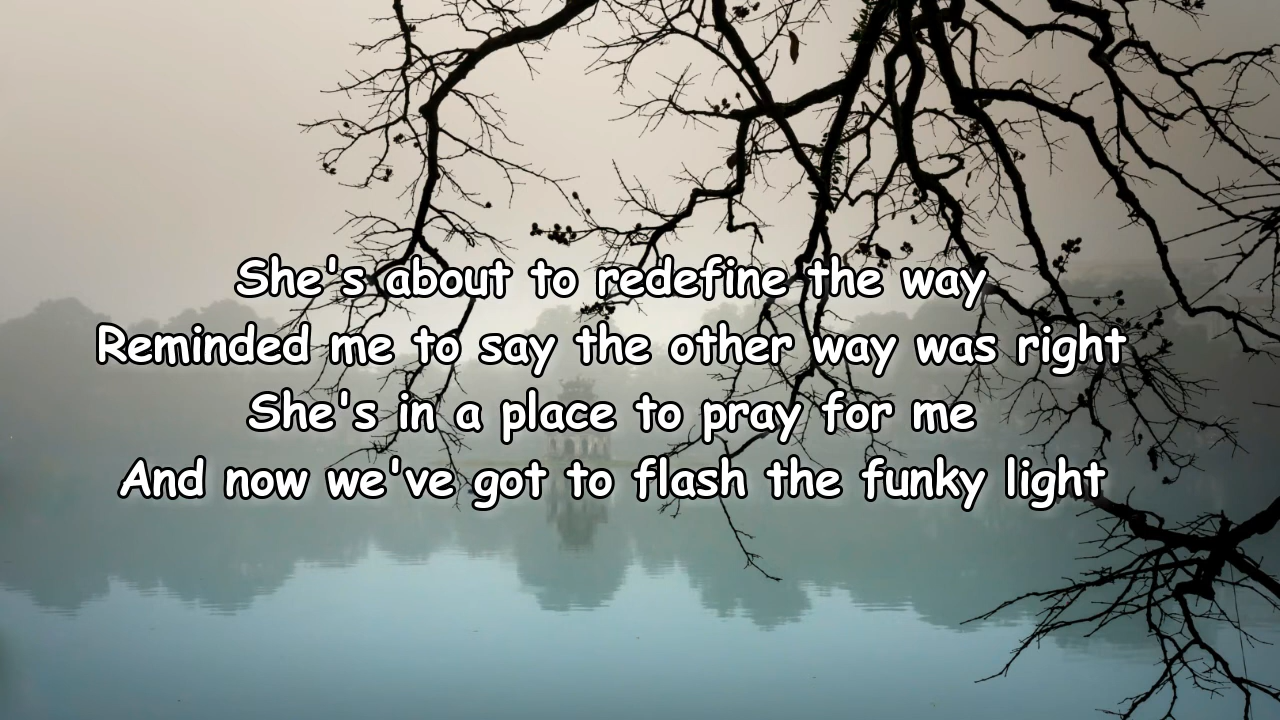 She's about to redefine the way
Reminded me to say the other way was right
She's in a place to pray for me
And now we've got to flash the funky light